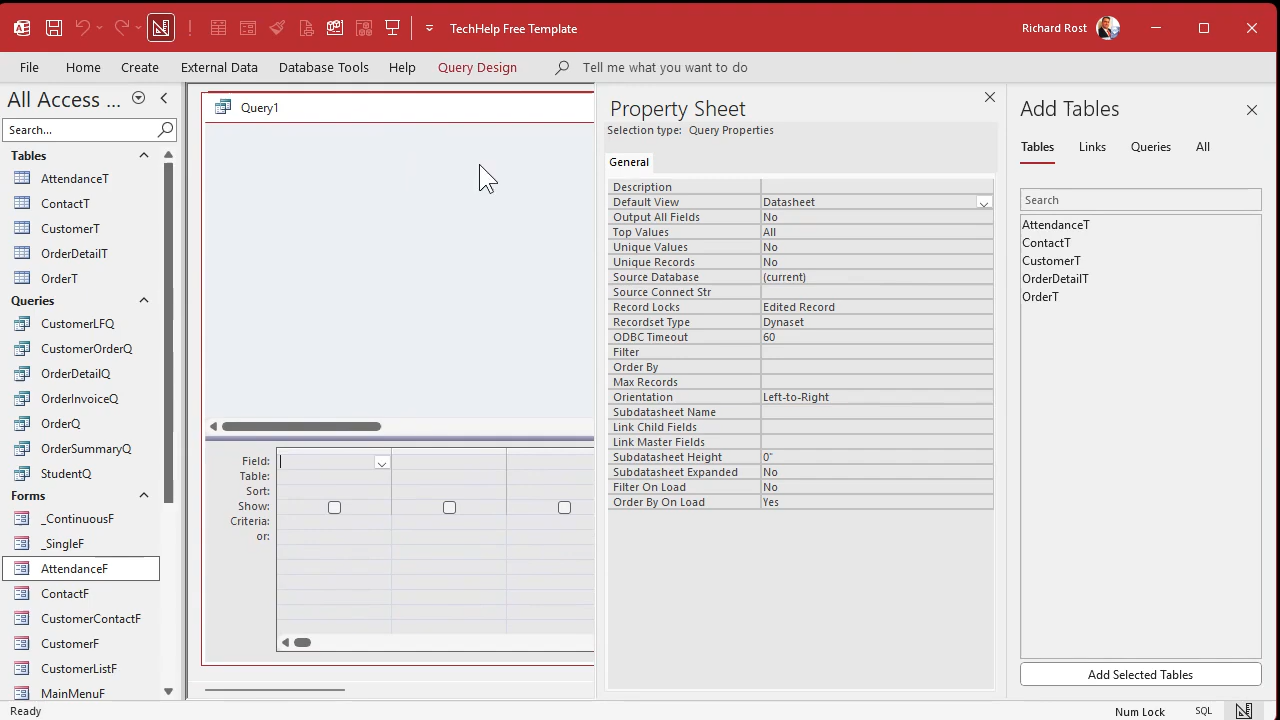 TechHelp Free Template
Richard Rost
File Home Create External Data Database Tools Help Query Design Tell me what you want to do
All Access ...
Search...
Tables
AttendanceT
ContactT
CustomerT
OrderDetailT
OrderT
Queries
CustomerLFQ
CustomerOrderQ
OrderDetailQ
OrderInvoiceQ
OrderQ
OrderSummaryQ
StudentQ
Forms
_ContinuousF
_SingleF
AttendanceF
ContactF
CustomerContactF
CustomerF
CustomerListF
MainMenuF
Query1
Field:
Table:
Sort:
Show:
Criteria:
or:
Property Sheet
Selection type: Query Properties
General
Description
Default View Datasheet
Output All Fields No
Top Values All
Unique Values No
Unique Records No
Source Database (current)
Source Connect Str
Record Locks Edited Record
Recordset Type Dynaset
ODBC Timeout 60
Filter
Order By
Max Records
Orientation Left-to-Right
Subdatasheet Name
Link Child Fields
Link Master Fields
Subdatasheet Height 0"
Subdatasheet Expanded No
Filter On Load No
Order By On Load Yes
Add Tables
Tables Links Queries All
Search
AttendanceT
ContactT
CustomerT
OrderDetailT
OrderT
Add Selected Tables
Ready
Num Lock SQL